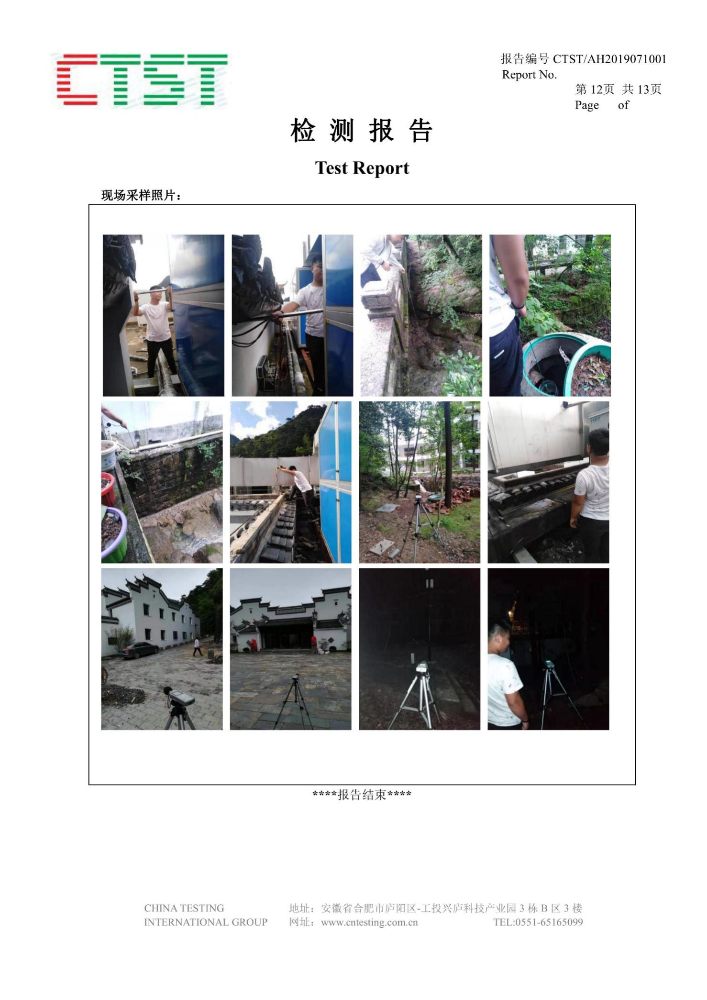 CTST
报告编号 CTST/AH2019071001
Report No.
第 12页 共 13页
Page of
检 测 报 告
Test Report
现场采样照片：
****报告结束****
CHINA TESTING
INTERNATIONAL GROUP
地址：安徽省合肥市庐阳区-工投兴庐科技产业园 3 栋 B 区 3 楼
网址：www.cntesting.com.cn TEL:0551-65165099